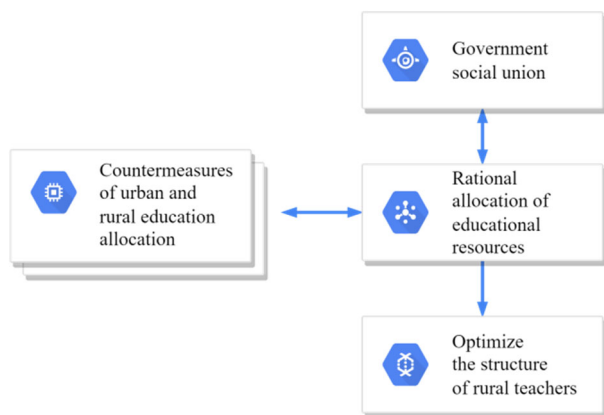 Government
social union
Countermeasures
of urban and
rural education
allocation
Rational
allocation of
educational
resources
Optimize
the structure
of rural teachers